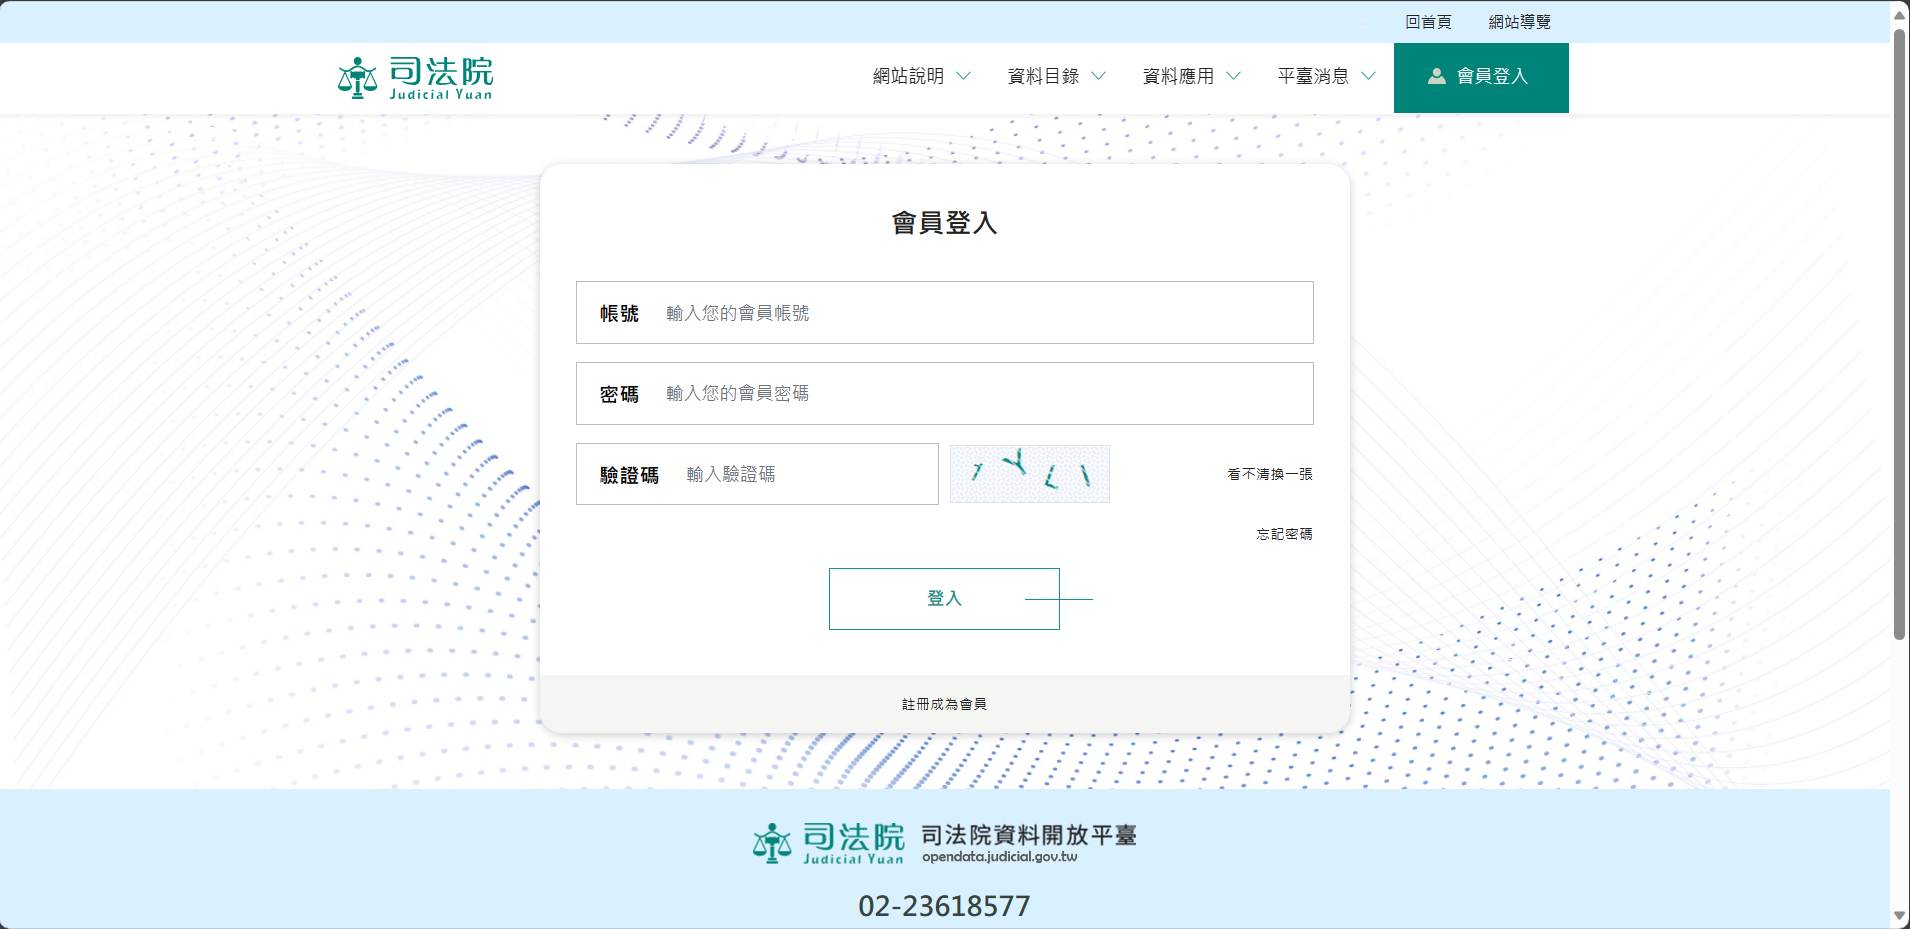 回首頁 網站導覽
司法院
Judicial Yuan
網站說明 資料目錄 資料應用 平臺消息 會員登入
會員登入
帳號 輸入您的會員帳號
密碼 輸入您的會員密碼
驗證碼 輸入驗證碼 看不清換一張
忘記密碼
登入
註冊成為會員
司法院 司法院資料開放平臺
Judicial Yuan opendata.judicial.gov.tw
02-23618577